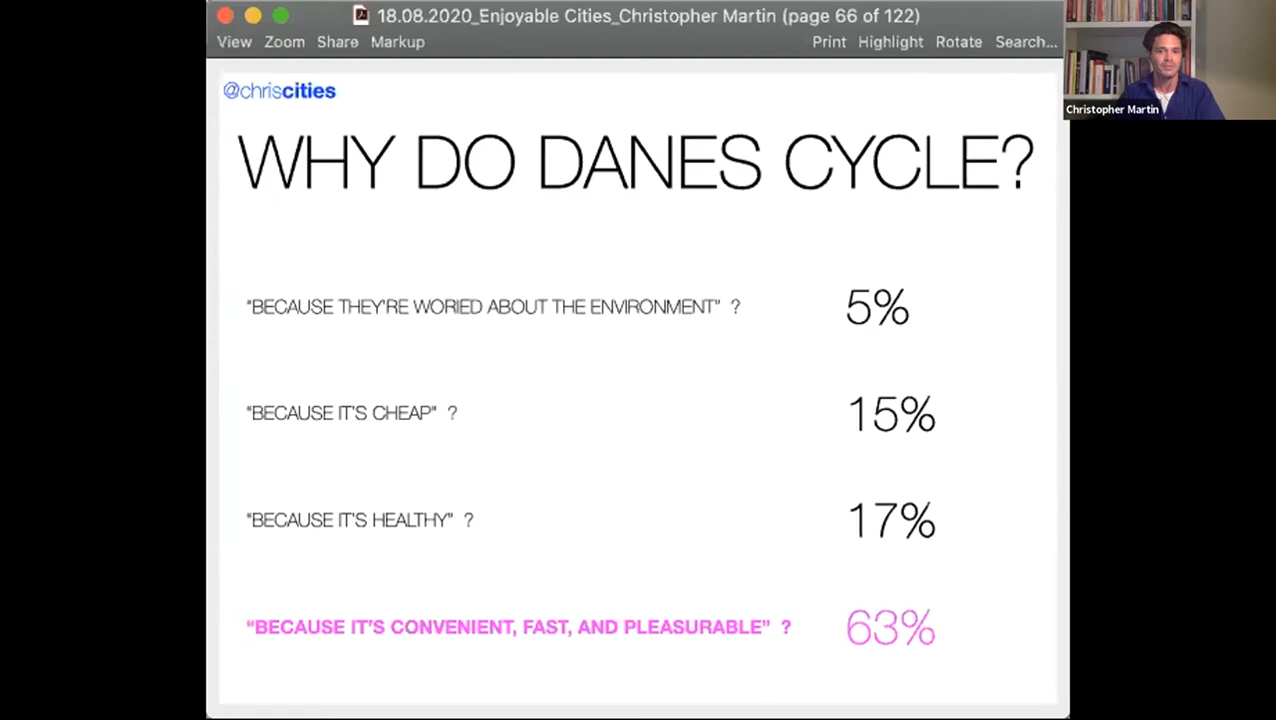 18.08.2020_Enjoyable Cities_Christopher Martin (page 66 of 122)
View Zoom Share Markup Print Highlight Rotate Search...
Christopher Martin
@chriscities
WHY DO DANES CYCLE?
“BECAUSE THEY'RE WORIED ABOUT THE ENVIRONMENT” ? 5%
“BECAUSE IT'S CHEAP” ? 15%
“BECAUSE IT'S HEALTHY” ? 17%
“BECAUSE IT'S CONVENIENT, FAST, AND PLEASURABLE” ? 63%